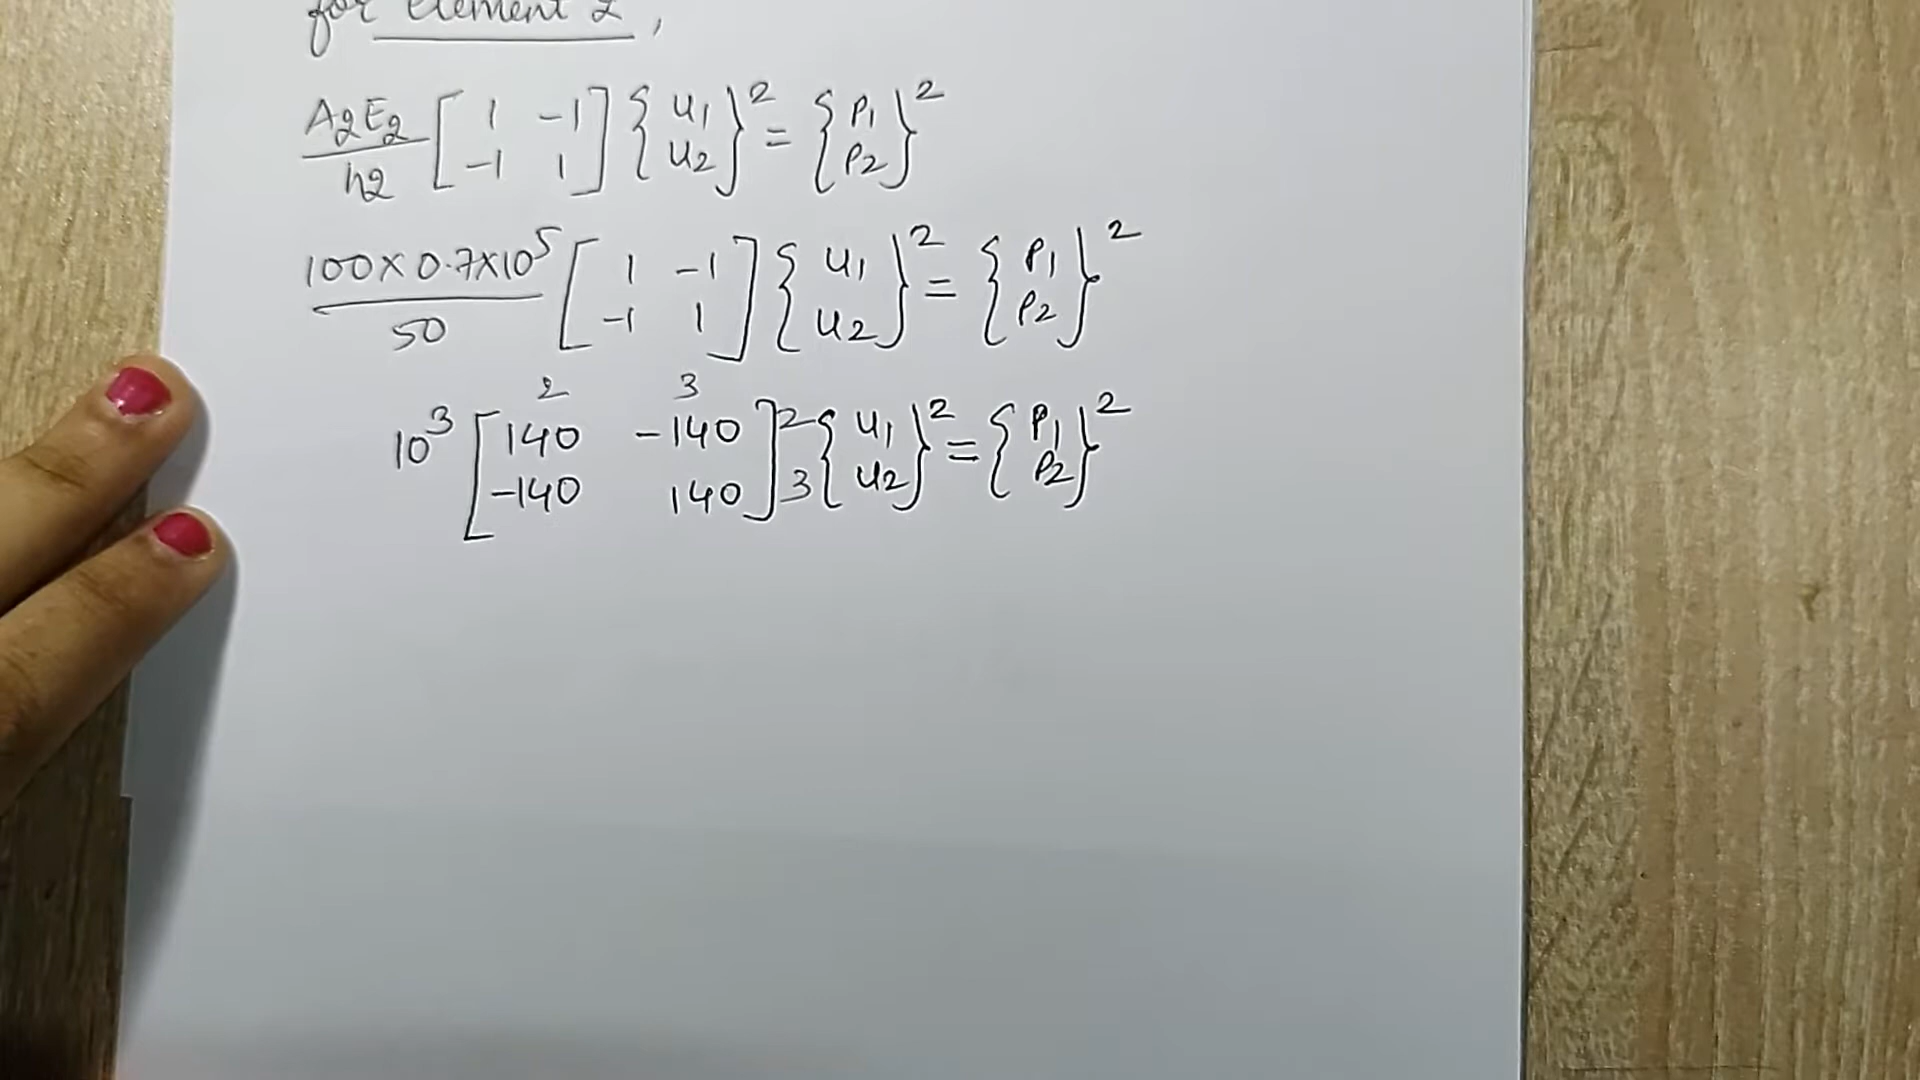 for element 2,
A2E2/h2 [1 -1; -1 1] {u1; u2}^2 = {P1; P2}^2
100×0.7×10^5/50 [1 -1; -1 1] {u1; u2}^2 = {P1; P2}^2
2 3
10^3 [140 -140; -140 140] 2 3 {u1; u2}^2 = {P1; P2}^2